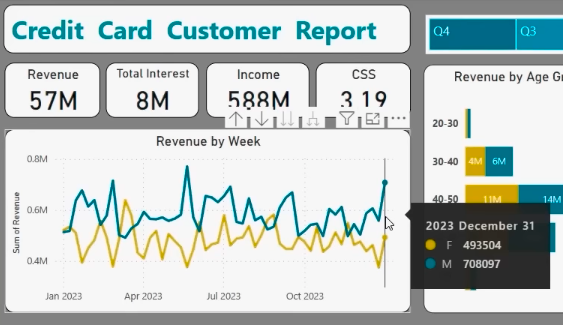 Credit Card Customer Report
Q4
Q3
Revenue
57M
Total Interest
8M
Income
588M
CSS
3.19
Revenue by Week
Sum of Revenue
0.8M
0.6M
0.4M
Jan 2023
Apr 2023
Jul 2023
Oct 2023
2023 December 31
F 493504
M 708097
Revenue by Age Gr
20-30
30-40
4M
6M
40-50
11M
14M